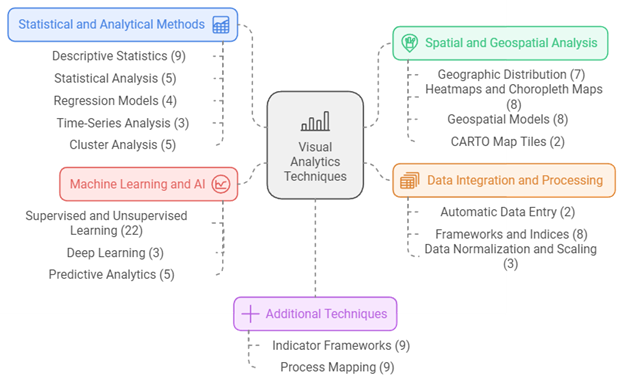 Statistical and Analytical Methods
Descriptive Statistics (9)
Statistical Analysis (5)
Regression Models (4)
Time-Series Analysis (3)
Cluster Analysis (5)
Machine Learning and AI
Supervised and Unsupervised
Learning (22)
Deep Learning (3)
Predictive Analytics (5)
Visual
Analytics
Techniques
Spatial and Geospatial Analysis
Geographic Distribution (7)
Heatmaps and Choropleth Maps
(8)
Geospatial Models (8)
CARTO Map Tiles (2)
Data Integration and Processing
Automatic Data Entry (2)
Frameworks and Indices (8)
Data Normalization and Scaling
(3)
Additional Techniques
Indicator Frameworks (9)
Process Mapping (9)